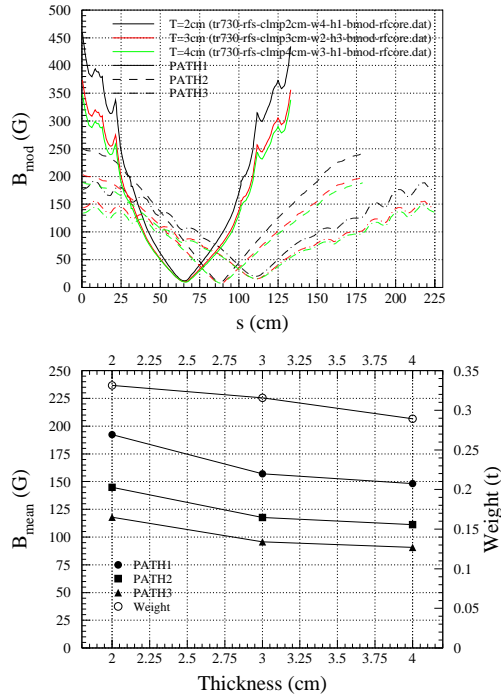 500
450
400
350
300
250
200
150
100
50
0
B_mod (G)
T=2cm (tr730-rfs-clmp2cm-w4-h1-bmod-rfcore.dat)
T=3cm (tr730-rfs-clmp3cm-w2-h3-bmod-rfcore.dat)
T=4cm (tr730-rfs-clmp4cm-w3-h1-bmod-rfcore.dat)
PATH1
PATH2
PATH3
0 25 50 75 100 125 150 175 200 225
s (cm)
2 2.25 2.5 2.75 3 3.25 3.5 3.75 4
250
225
200
175
150
125
100
75
50
25
0
B_mean (G)
PATH1
PATH2
PATH3
Weight
0.35
0.3
0.25
0.2
0.15
0.1
0.05
0
Weight (t)
2 2.25 2.5 2.75 3 3.25 3.5 3.75 4
Thickness (cm)